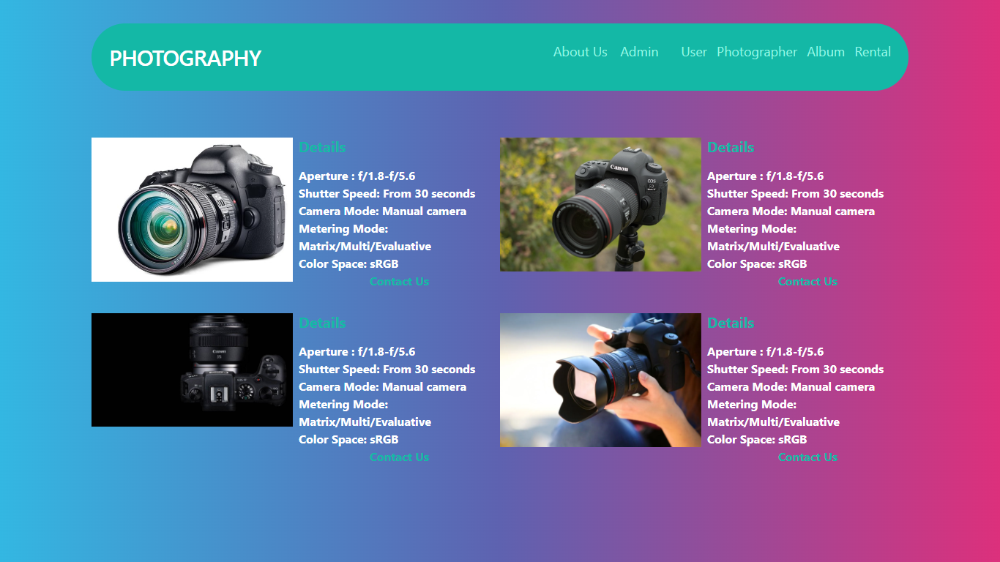 PHOTOGRAPHY
About Us Admin User Photographer Album Rental
Details
Aperture : f/1.8-f/5.6
Shutter Speed: From 30 seconds
Camera Mode: Manual camera
Metering Mode:
Matrix/Multi/Evaluative
Color Space: sRGB
Contact Us
Canon
EOS
5D
Details
Aperture : f/1.8-f/5.6
Shutter Speed: From 30 seconds
Camera Mode: Manual camera
Metering Mode:
Matrix/Multi/Evaluative
Color Space: sRGB
Contact Us
Canon
Details
Aperture : f/1.8-f/5.6
Shutter Speed: From 30 seconds
Camera Mode: Manual camera
Metering Mode:
Matrix/Multi/Evaluative
Color Space: sRGB
Contact Us
Details
Aperture : f/1.8-f/5.6
Shutter Speed: From 30 seconds
Camera Mode: Manual camera
Metering Mode:
Matrix/Multi/Evaluative
Color Space: sRGB
Contact Us